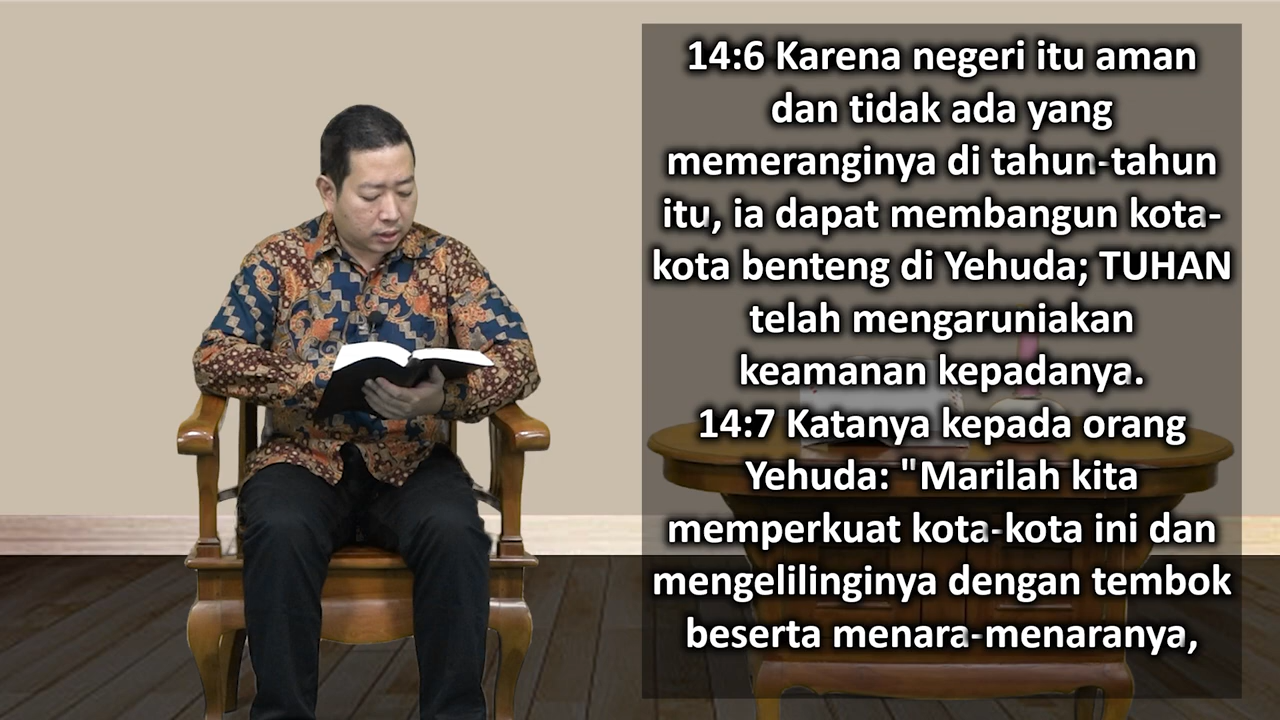 14:6 Karena negeri itu aman
dan tidak ada yang
memeranginya di tahun-tahun
itu, ia dapat membangun kota-
kota benteng di Yehuda; TUHAN
telah mengaruniakan
keamanan kepadanya.
14:7 Katanya kepada orang
Yehuda: "Marilah kita
memperkuat kota-kota ini dan
mengelilinginya dengan tembok
beserta menara-menaranya,